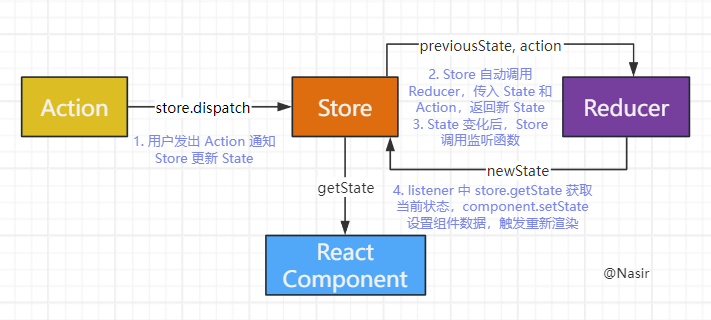 previousState, action
Action
store.dispatch
Store
2. Store 自动调用
Reducer，传入 State 和
Action，返回新 State
3. State 变化后，Store
调用监听函数
Reducer
1. 用户发出 Action 通知
Store 更新 State
newState
getState
4. listener 中 store.getState 获取
当前状态，component.setState
设置组件数据，触发重新渲染
React
Component
@Nasir